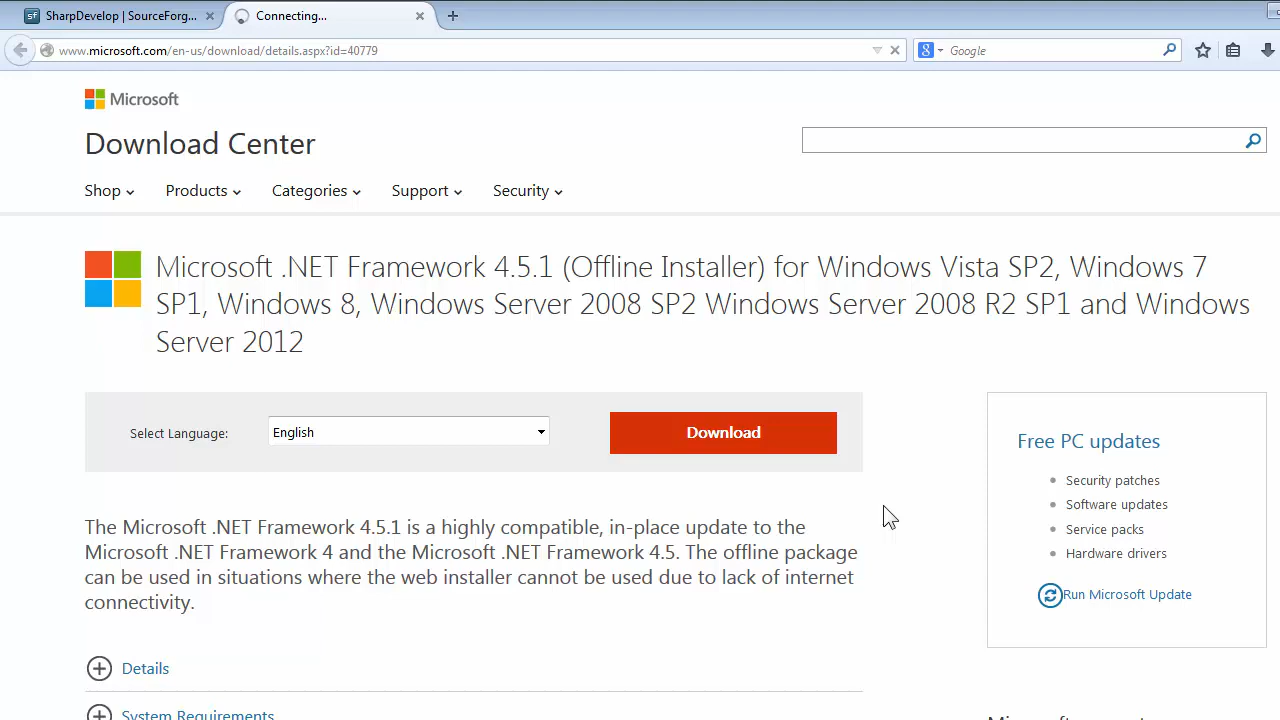 SharpDevelop | SourceForg...
Connecting...
www.microsoft.com/en-us/download/details.aspx?id=40779
Google
Microsoft
Download Center
Shop
Products
Categories
Support
Security
Microsoft .NET Framework 4.5.1 (Offline Installer) for Windows Vista SP2, Windows 7
SP1, Windows 8, Windows Server 2008 SP2 Windows Server 2008 R2 SP1 and Windows
Server 2012
Select Language:
English
Download
The Microsoft .NET Framework 4.5.1 is a highly compatible, in-place update to the
Microsoft .NET Framework 4 and the Microsoft .NET Framework 4.5. The offline package
can be used in situations where the web installer cannot be used due to lack of internet
connectivity.
Details
System Requirements
Free PC updates
Security patches
Software updates
Service packs
Hardware drivers
Run Microsoft Update